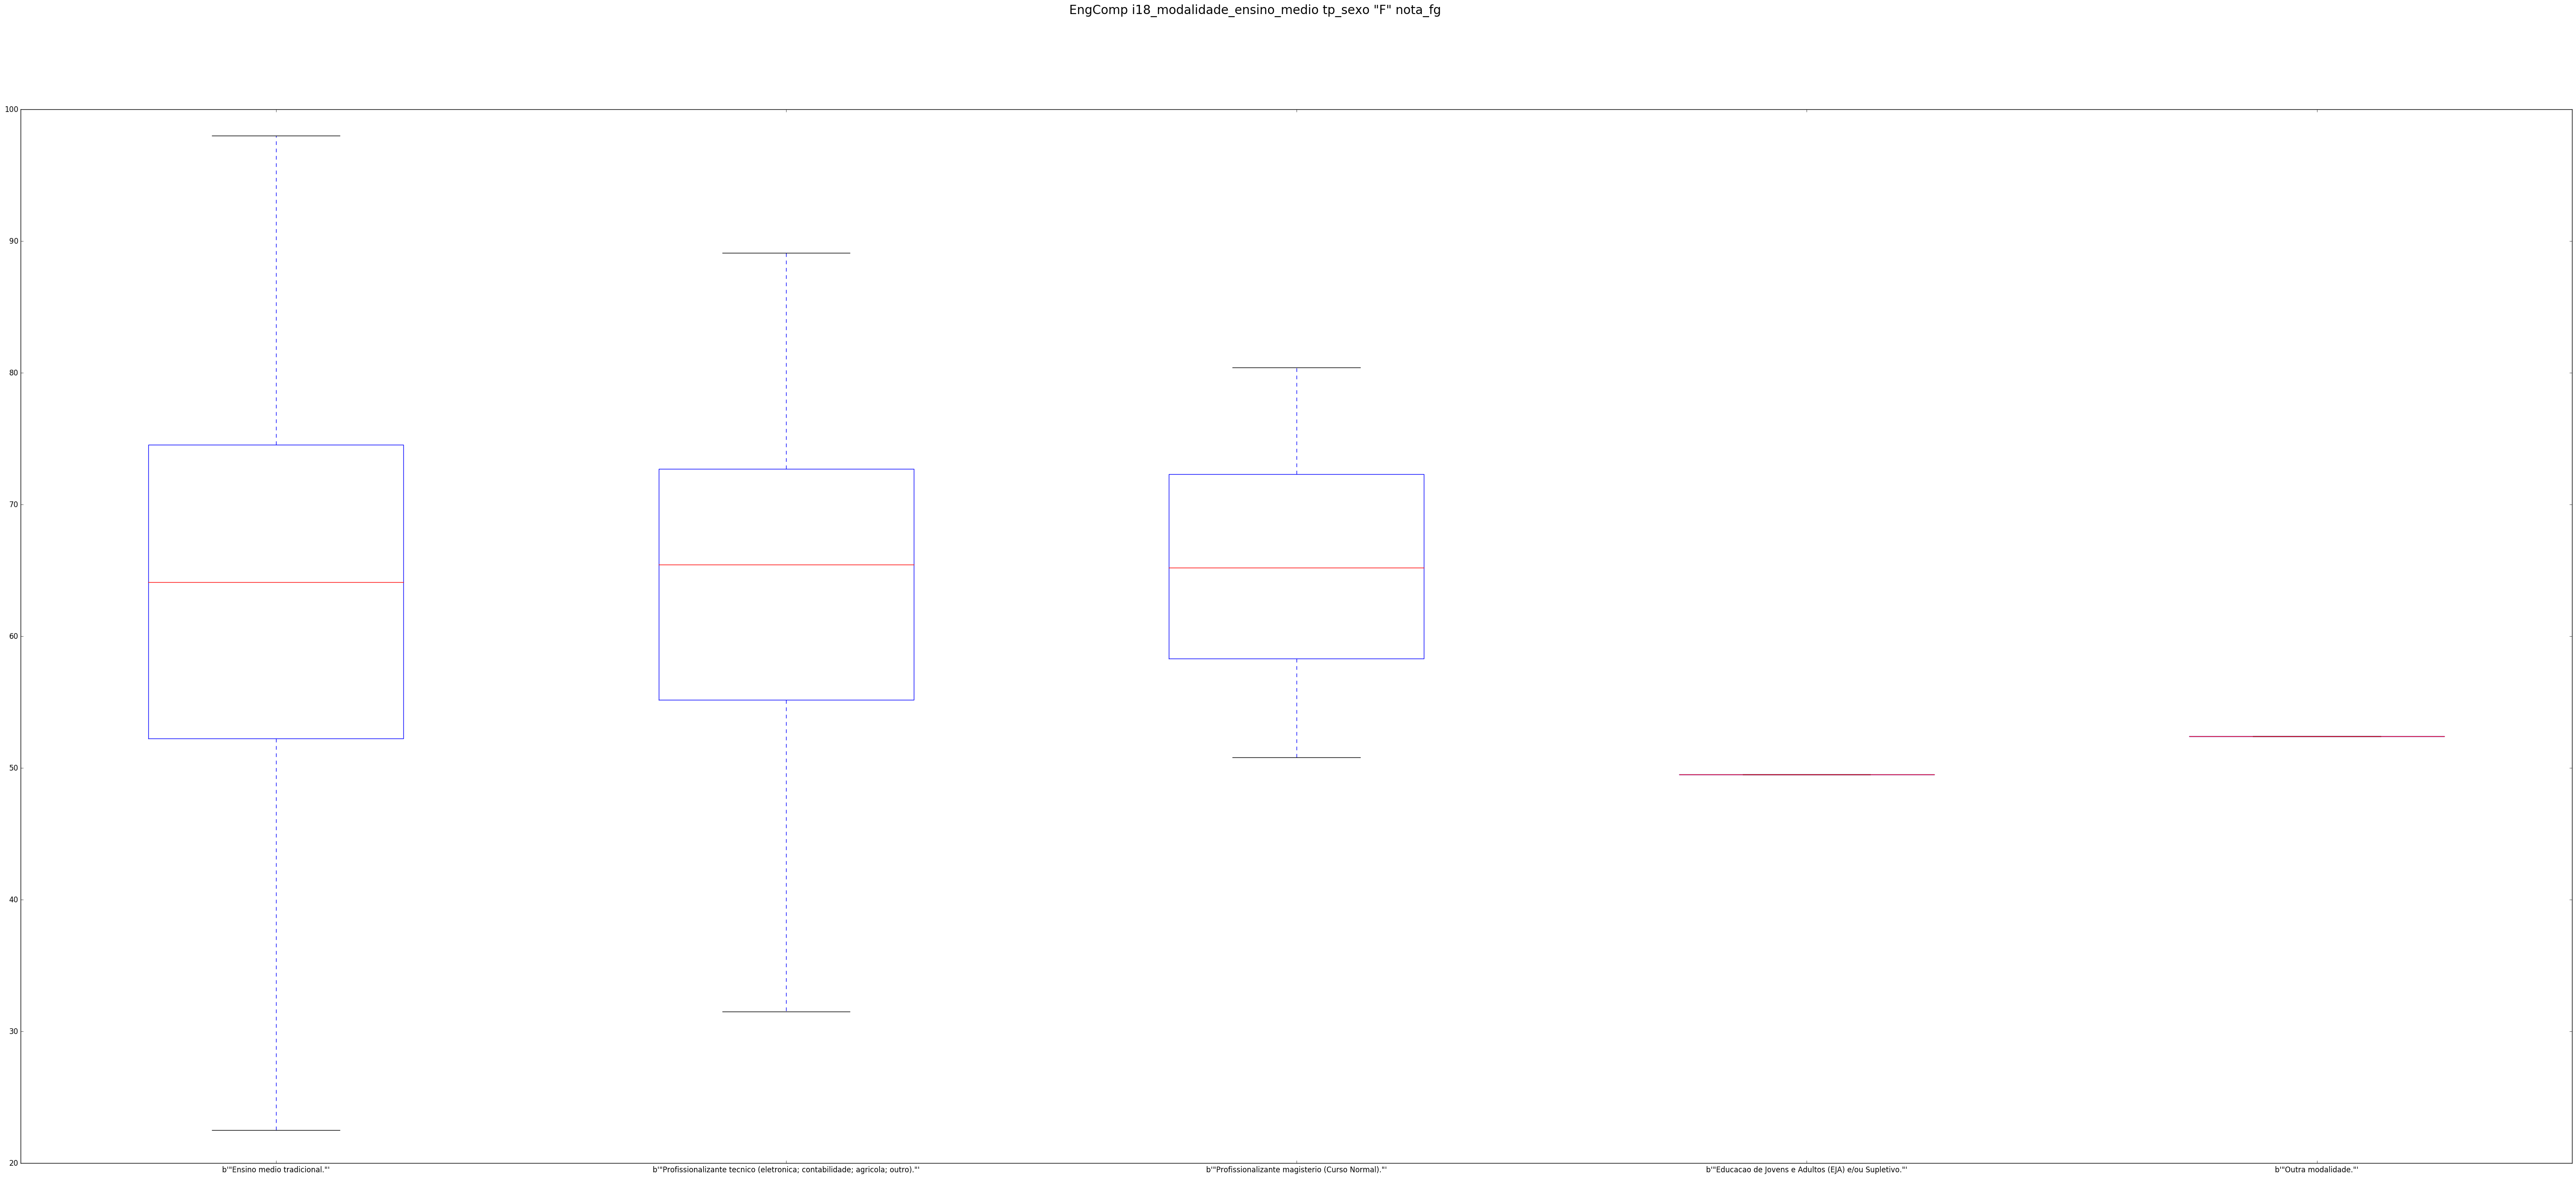 EngComp i18_modalidade_ensino_medio tp_sexo "F" nota_fg
100
90
80
70
60
50
40
30
20
b'"Ensino medio tradicional."'
b'"Profissionalizante tecnico (eletronica; contabilidade; agricola; outro)."'
b'"Profissionalizante magisterio (Curso Normal)."'
b'"Educacao de Jovens e Adultos (EJA) e/ou Supletivo."'
b'"Outra modalidade."'